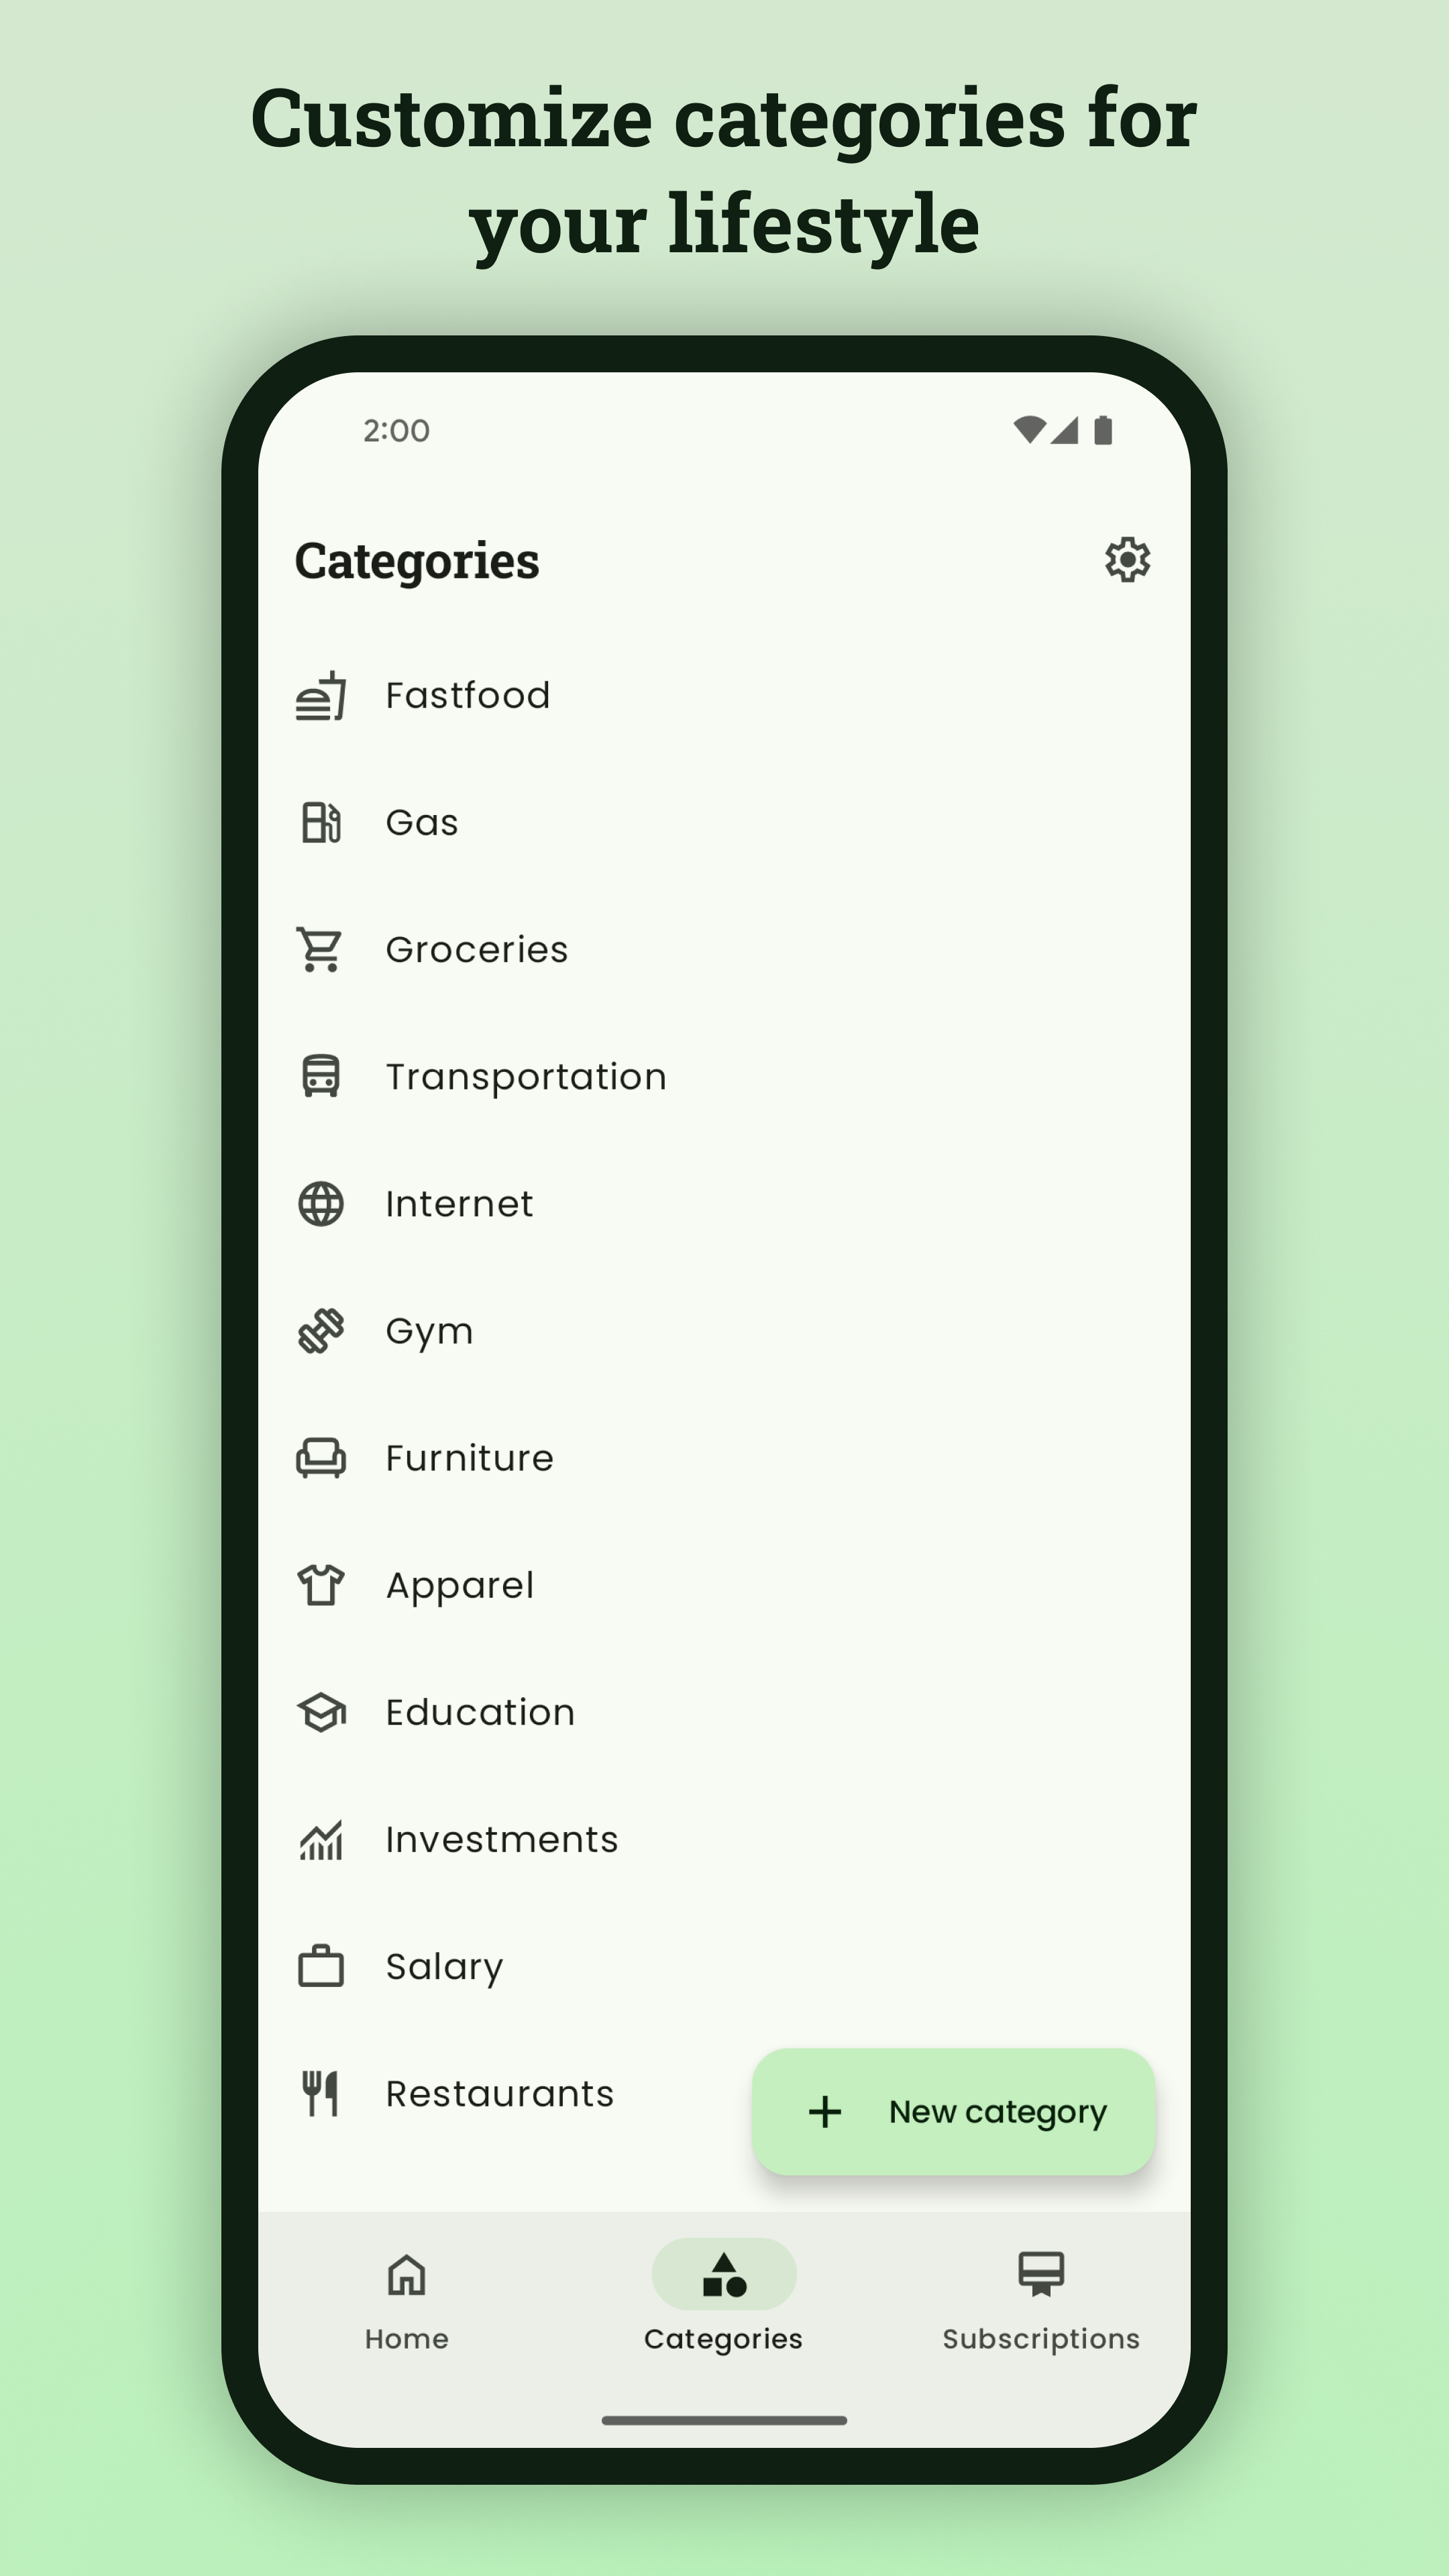 Customize categories for
your lifestyle
2:00
Categories
Fastfood
Gas
Groceries
Transportation
Internet
Gym
Furniture
Apparel
Education
Investments
Salary
Restaurants
New category
Home
Categories
Subscriptions